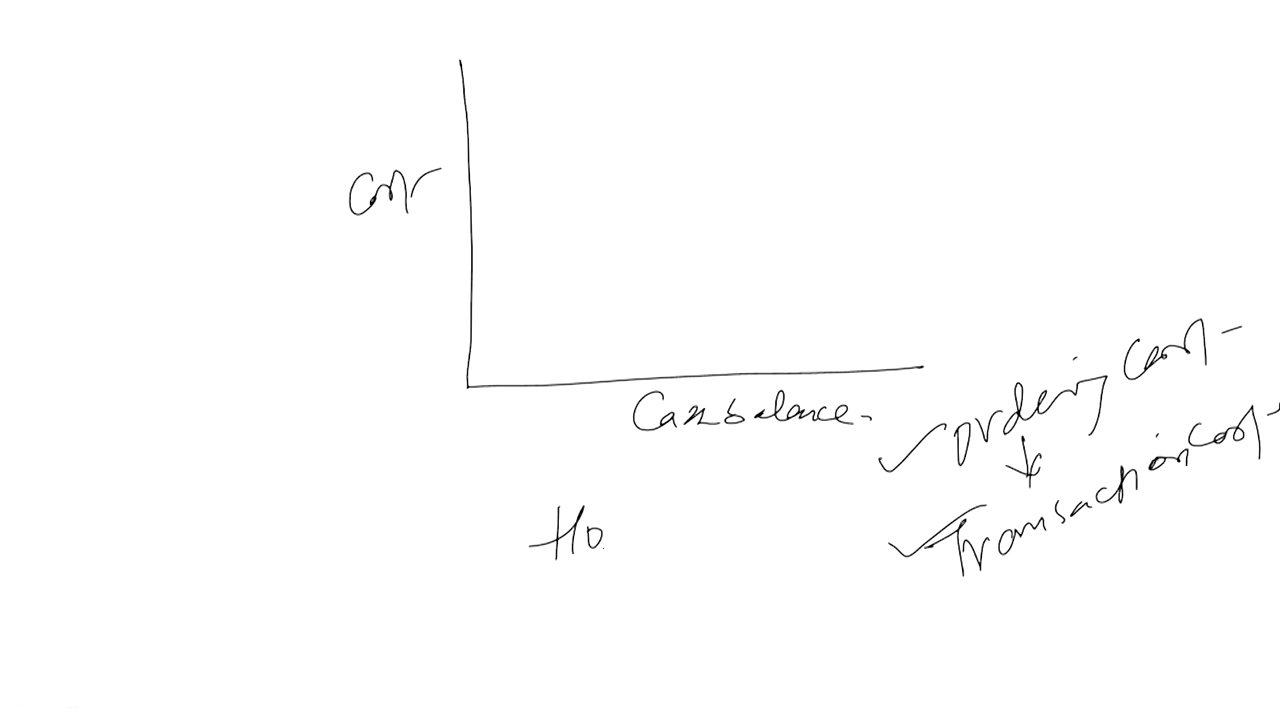 Cost
Cash balance
ordering Cost
Transaction Cost
Ho